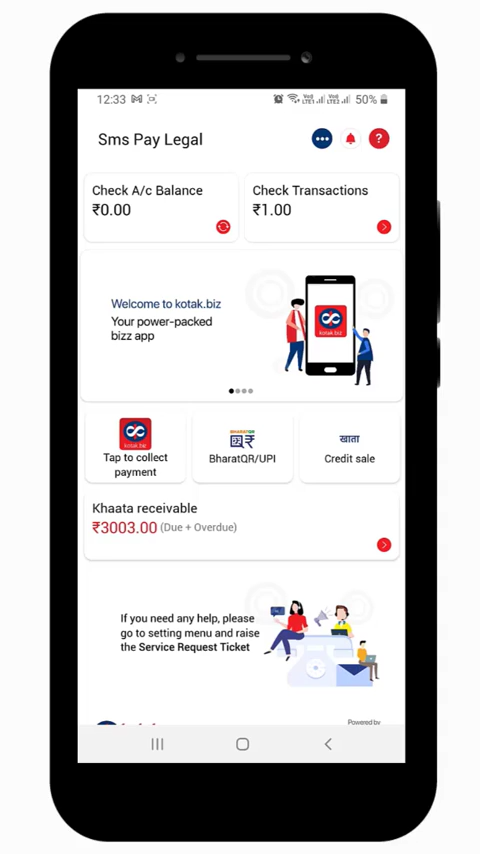 12:33
50%
Sms Pay Legal
Check A/c Balance
₹0.00
Check Transactions
₹1.00
Welcome to kotak.biz
Your power-packed
bizz app
kotak.biz
kotak.biz
Tap to collect
payment
BHARATQR
BharatQR/UPI
खाता
Credit sale
Khaata receivable
₹3003.00 (Due + Overdue)
If you need any help, please
go to setting menu and raise
the Service Request Ticket
Powered by